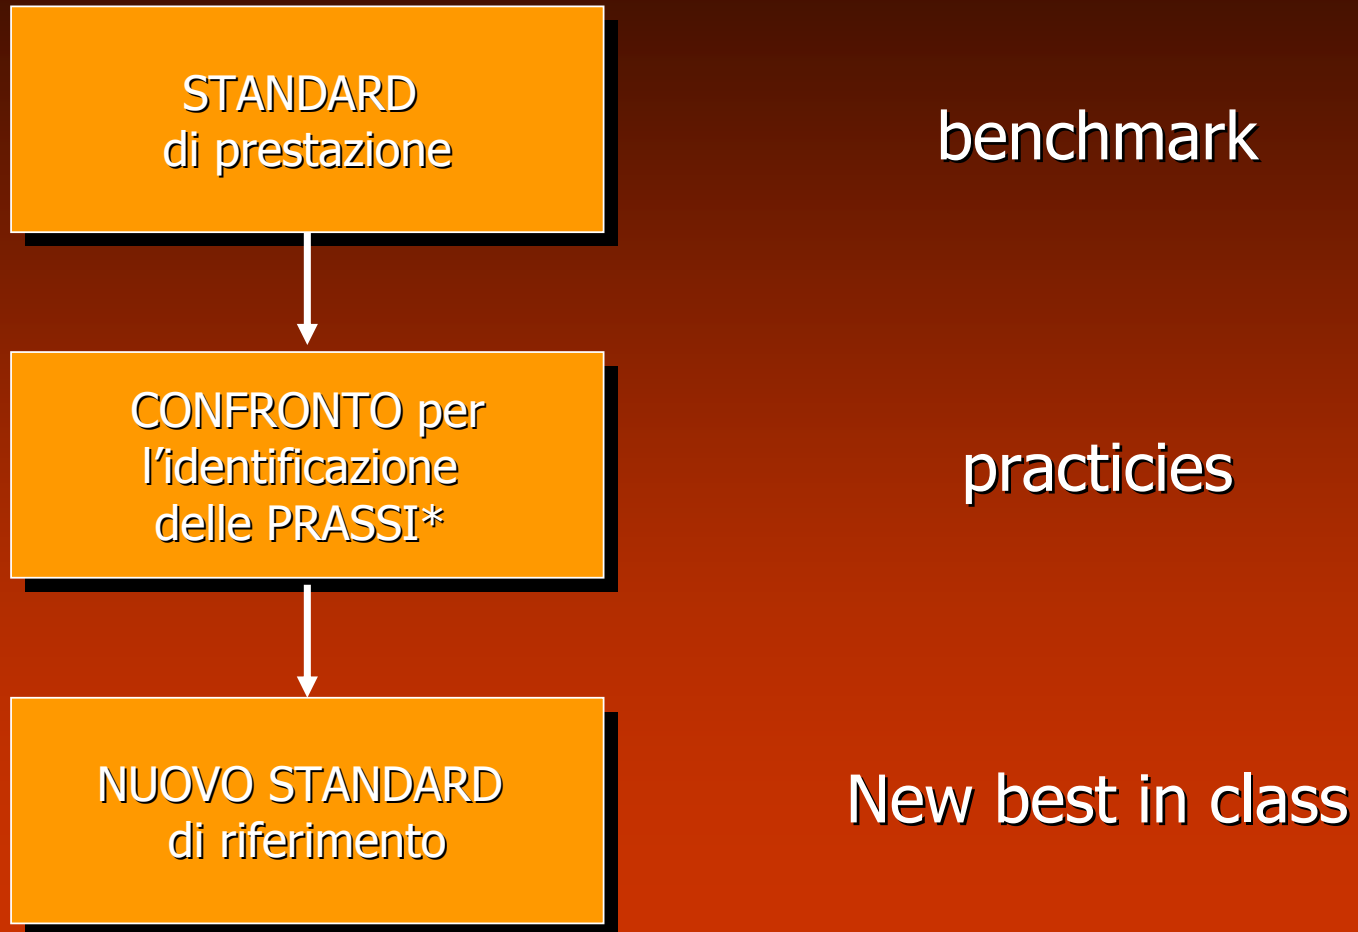 STANDARD
di prestazione
benchmark
CONFRONTO per
l’identificazione
delle PRASSI*
practicies
NUOVO STANDARD
di riferimento
New best in class